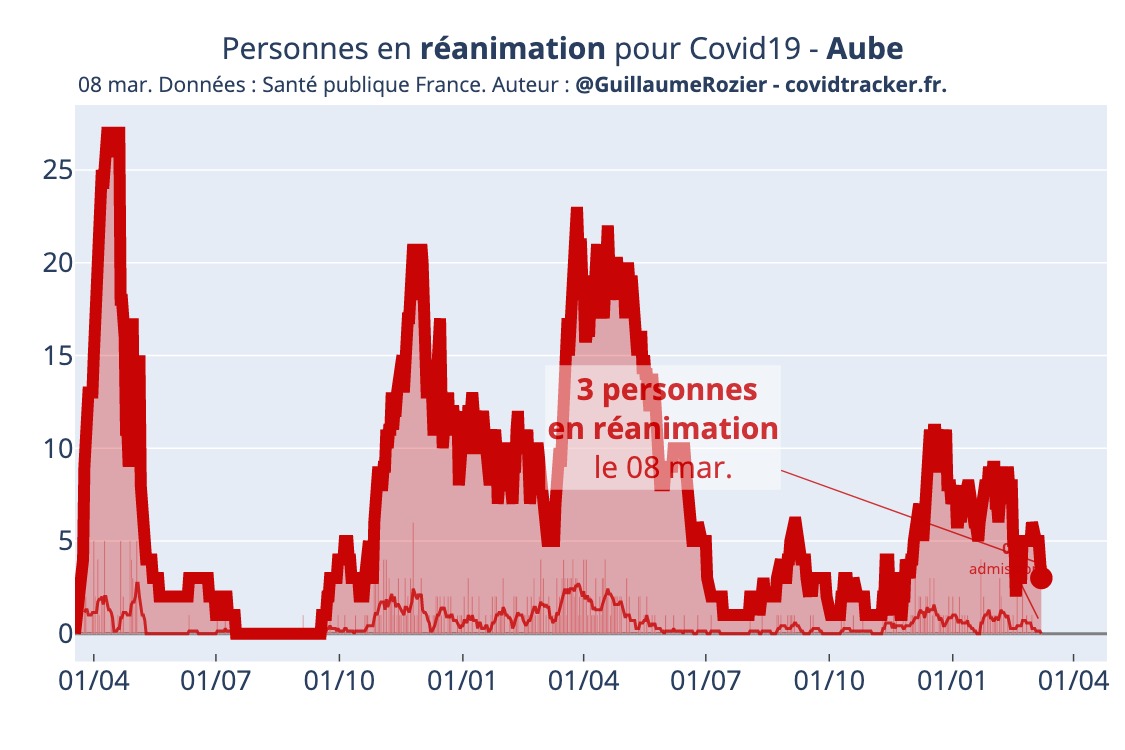 Personnes en réanimation pour Covid19 - Aube
08 mar. Données : Santé publique France. Auteur : @GuillaumeRozier - covidtracker.fr.
25
20
15
10
5
0
3 personnes
en réanimation
le 08 mar.
01/04 01/07 01/10 01/01 01/04 01/07 01/10 01/01 01/04